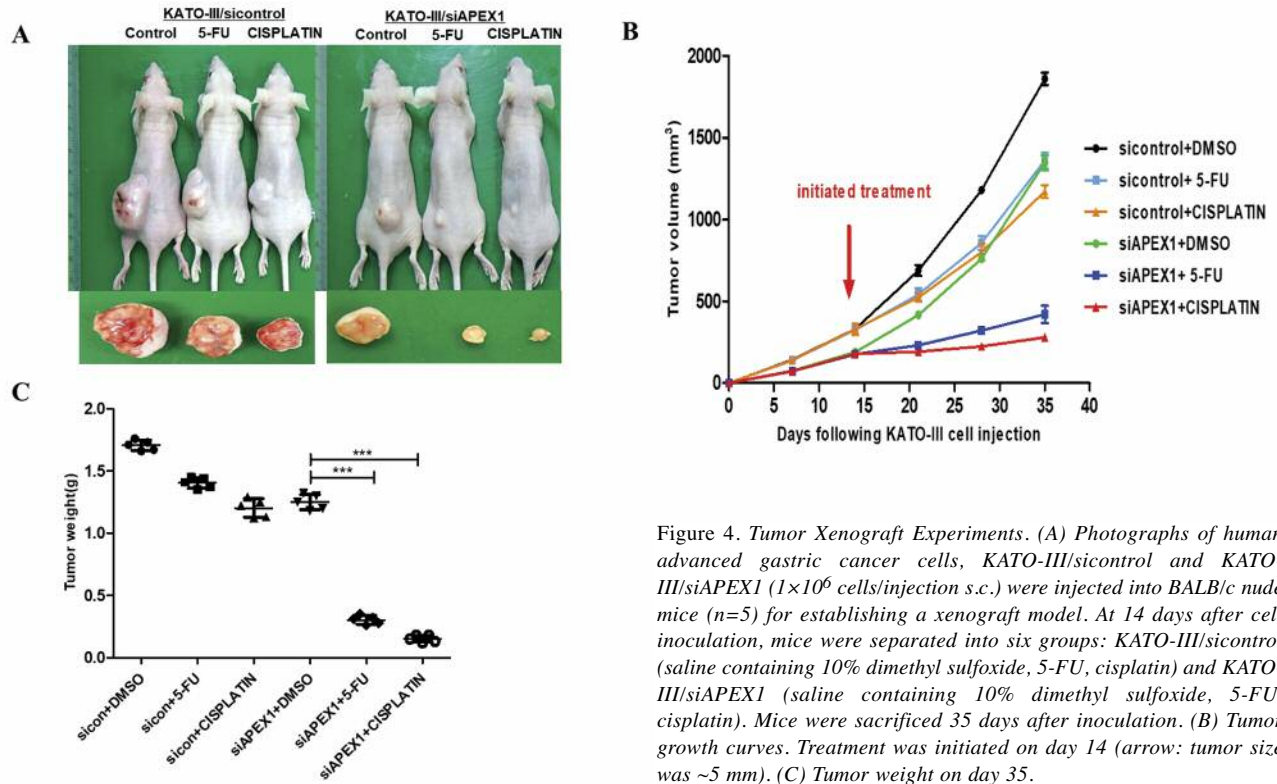 A
KATO-III/sicontrol
KATO-III/siAPEX1
Control 5-FU CISPLATIN
Control 5-FU CISPLATIN
B
2000
1500
1000
500
0
Tumor volume (mm³)
initiated treatment
0 5 10 15 20 25 30 35 40
Days following KATO-III cell injection
sicontrol+DMSO
sicontrol+ 5-FU
sicontrol+CISPLATIN
siAPEX1+DMSO
siAPEX1+ 5-FU
siAPEX1+CISPLATIN
C
2.0
1.5
1.0
0.5
0.0
Tumor weight(g)
***
***
sicon+DMSO
sicon+5-FU
sicon+CISPLATIN
siAPEX1+DMSO
siAPEX1+5-FU
siAPEX1+CISPLATIN
Figure 4. Tumor Xenograft Experiments. (A) Photographs of human
advanced gastric cancer cells, KATO-III/sicontrol and KATO
III/siAPEX1 (1×10⁶ cells/injection s.c.) were injected into BALB/c nude
mice (n=5) for establishing a xenograft model. At 14 days after cel
inoculation, mice were separated into six groups: KATO-III/sicontro
(saline containing 10% dimethyl sulfoxide, 5-FU, cisplatin) and KATO
III/siAPEX1 (saline containing 10% dimethyl sulfoxide, 5-FU
cisplatin). Mice were sacrificed 35 days after inoculation. (B) Tumor
growth curves. Treatment was initiated on day 14 (arrow: tumor size
was ~5 mm). (C) Tumor weight on day 35.